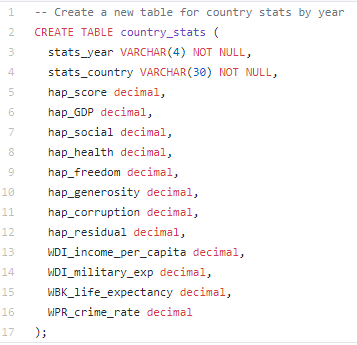 1 -- Create a new table for country stats by year
2 CREATE TABLE country_stats (
3 stats_year VARCHAR(4) NOT NULL,
4 stats_country VARCHAR(30) NOT NULL,
5 hap_score decimal,
6 hap_GDP decimal,
7 hap_social decimal,
8 hap_health decimal,
9 hap_freedom decimal,
10 hap_generosity decimal,
11 hap_corruption decimal,
12 hap_residual decimal,
13 WDI_income_per_capita decimal,
14 WDI_military_exp decimal,
15 WBK_life_expectancy decimal,
16 WPR_crime_rate decimal
17 );